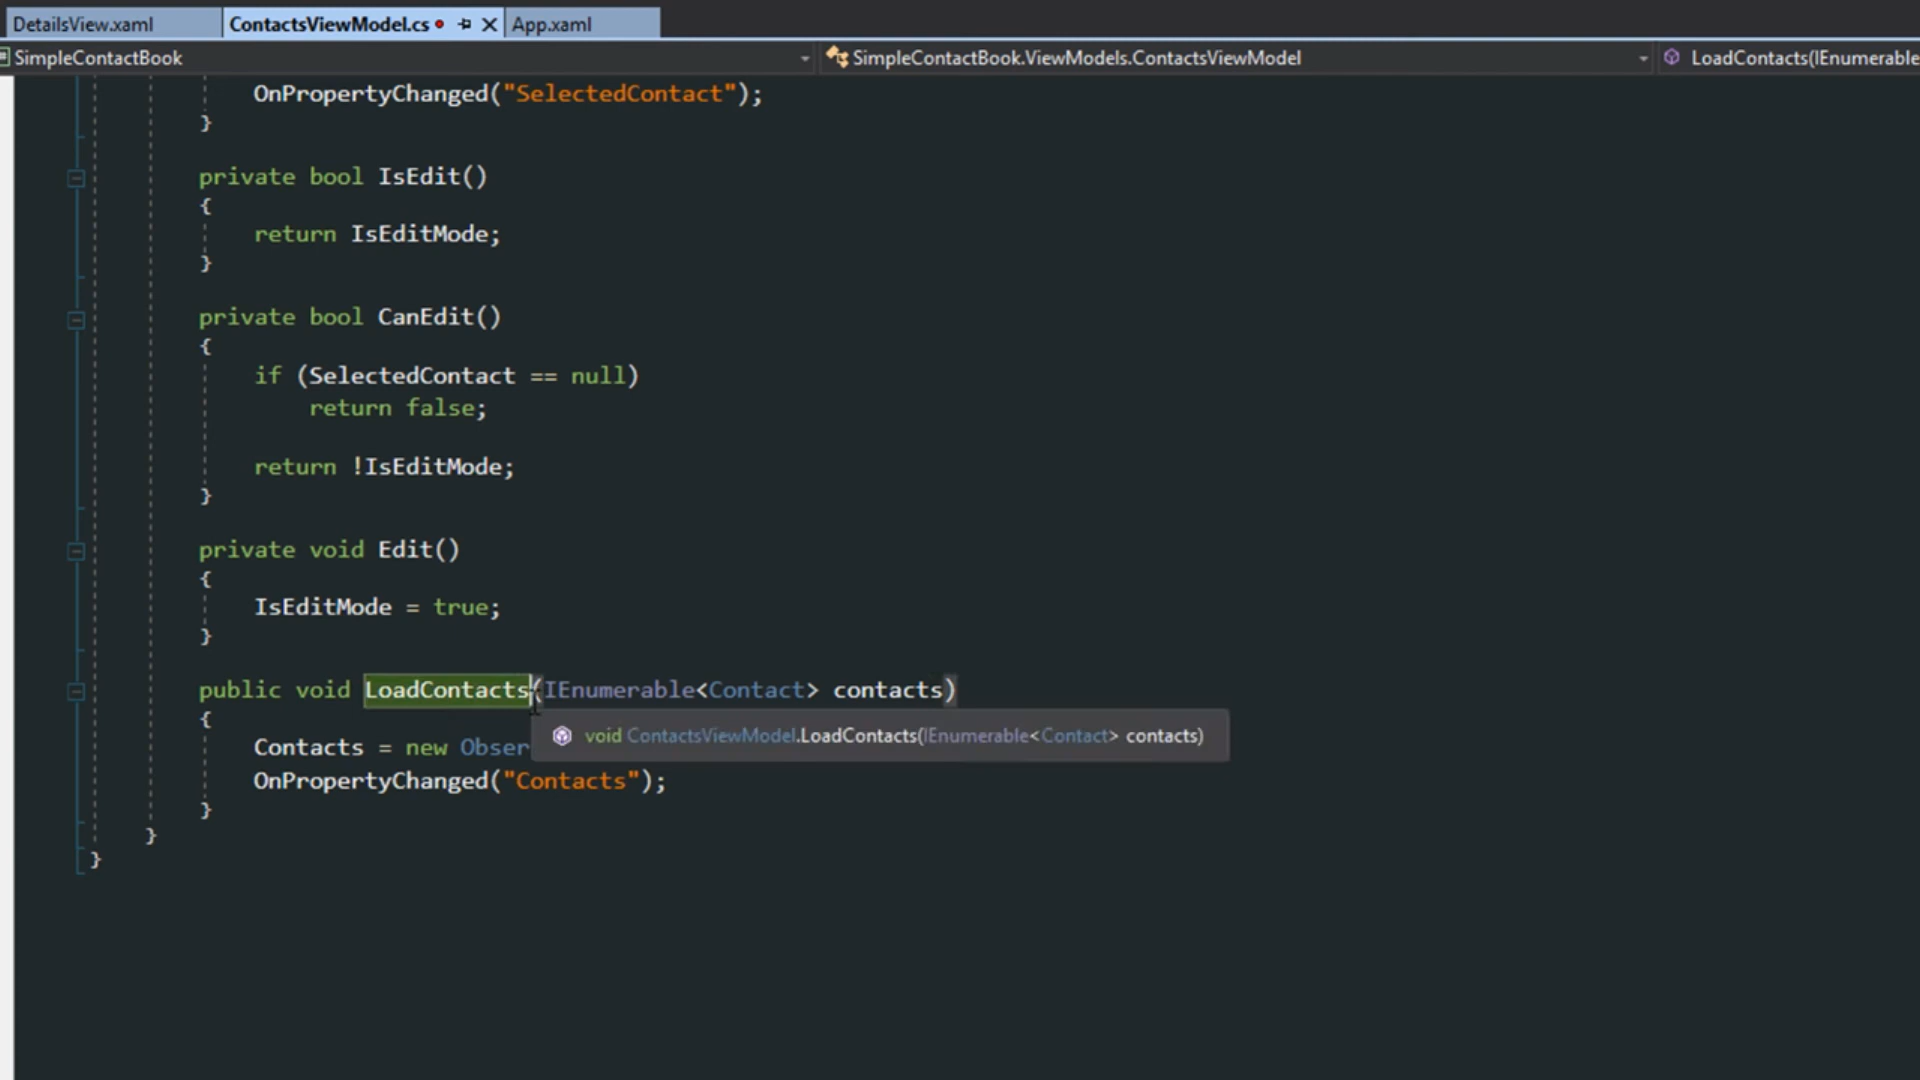 DetailsView.xaml
ContactsViewModel.cs
App.xaml
SimpleContactBook
SimpleContactBook.ViewModels.ContactsViewModel
LoadContacts(IEnumerable
OnPropertyChanged("SelectedContact");
}
private bool IsEdit()
{
return IsEditMode;
}
private bool CanEdit()
{
if (SelectedContact == null)
return false;
return !IsEditMode;
}
private void Edit()
{
IsEditMode = true;
}
public void LoadContacts(IEnumerable<Contact> contacts)
{
void ContactsViewModel.LoadContacts(IEnumerable<Contact> contacts)
Contacts = new Obser
OnPropertyChanged("Contacts");
}
}
}